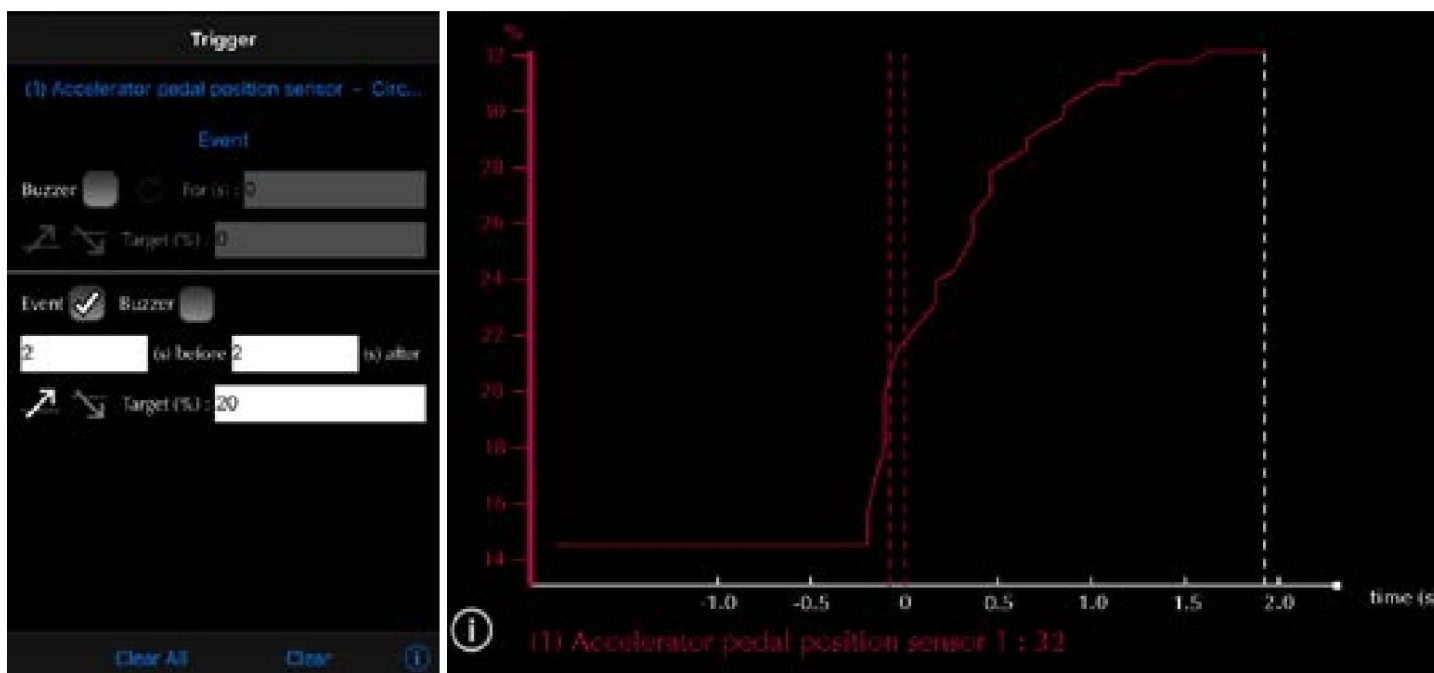 Trigger
(1) Accelerator pedal position sensor - Circ...
Event
Buzzer For (s) : 0
Target (%) : 0
Event Buzzer
2 (s) before 2 (s) after
Target (%) : 20
Clear All Clear
%
32
30
28
26
24
22
20
18
16
14
-1.0 -0.5 0 0.5 1.0 1.5 2.0 time (s
(1) Accelerator pedal position sensor 1 : 32